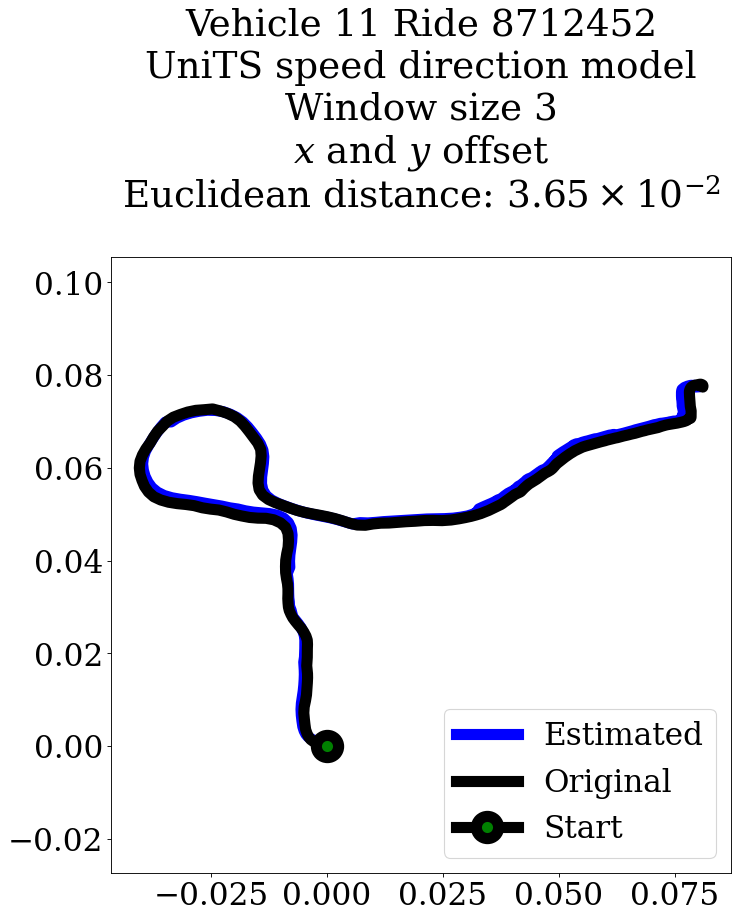 Vehicle 11 Ride 8712452
UniTS speed direction model
Window size 3
x and y offset
Euclidean distance: 3.65 × 10⁻²
0.10
0.08
0.06
0.04
0.02
0.00
−0.02
Estimated
Original
Start
−0.025 0.000 0.025 0.050 0.075